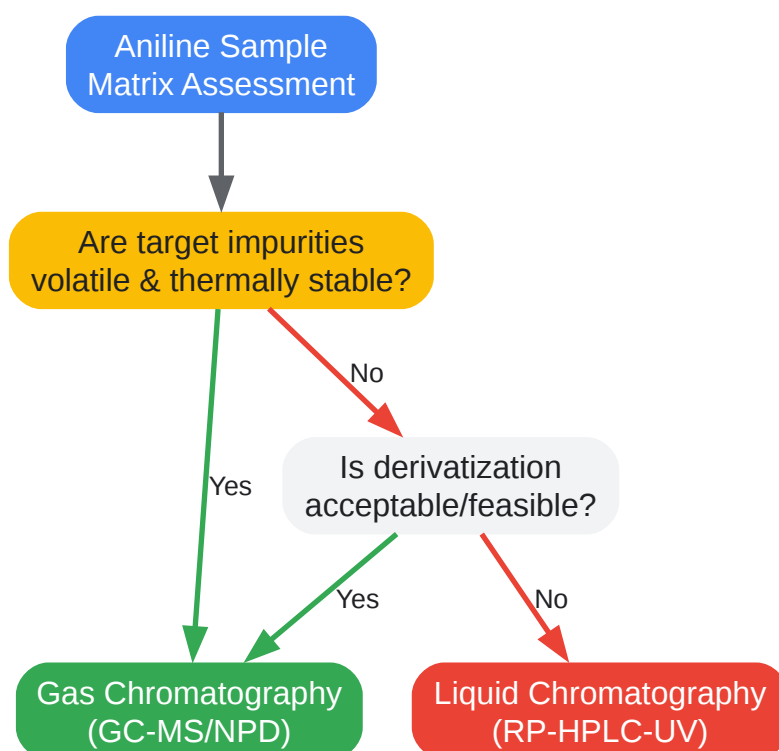 Aniline Sample
Matrix Assessment
Are target impurities
volatile & thermally stable?
No
Is derivatization
acceptable/feasible?
Yes
Yes
No
Gas Chromatography
(GC-MS/NPD)
Liquid Chromatography
(RP-HPLC-UV)